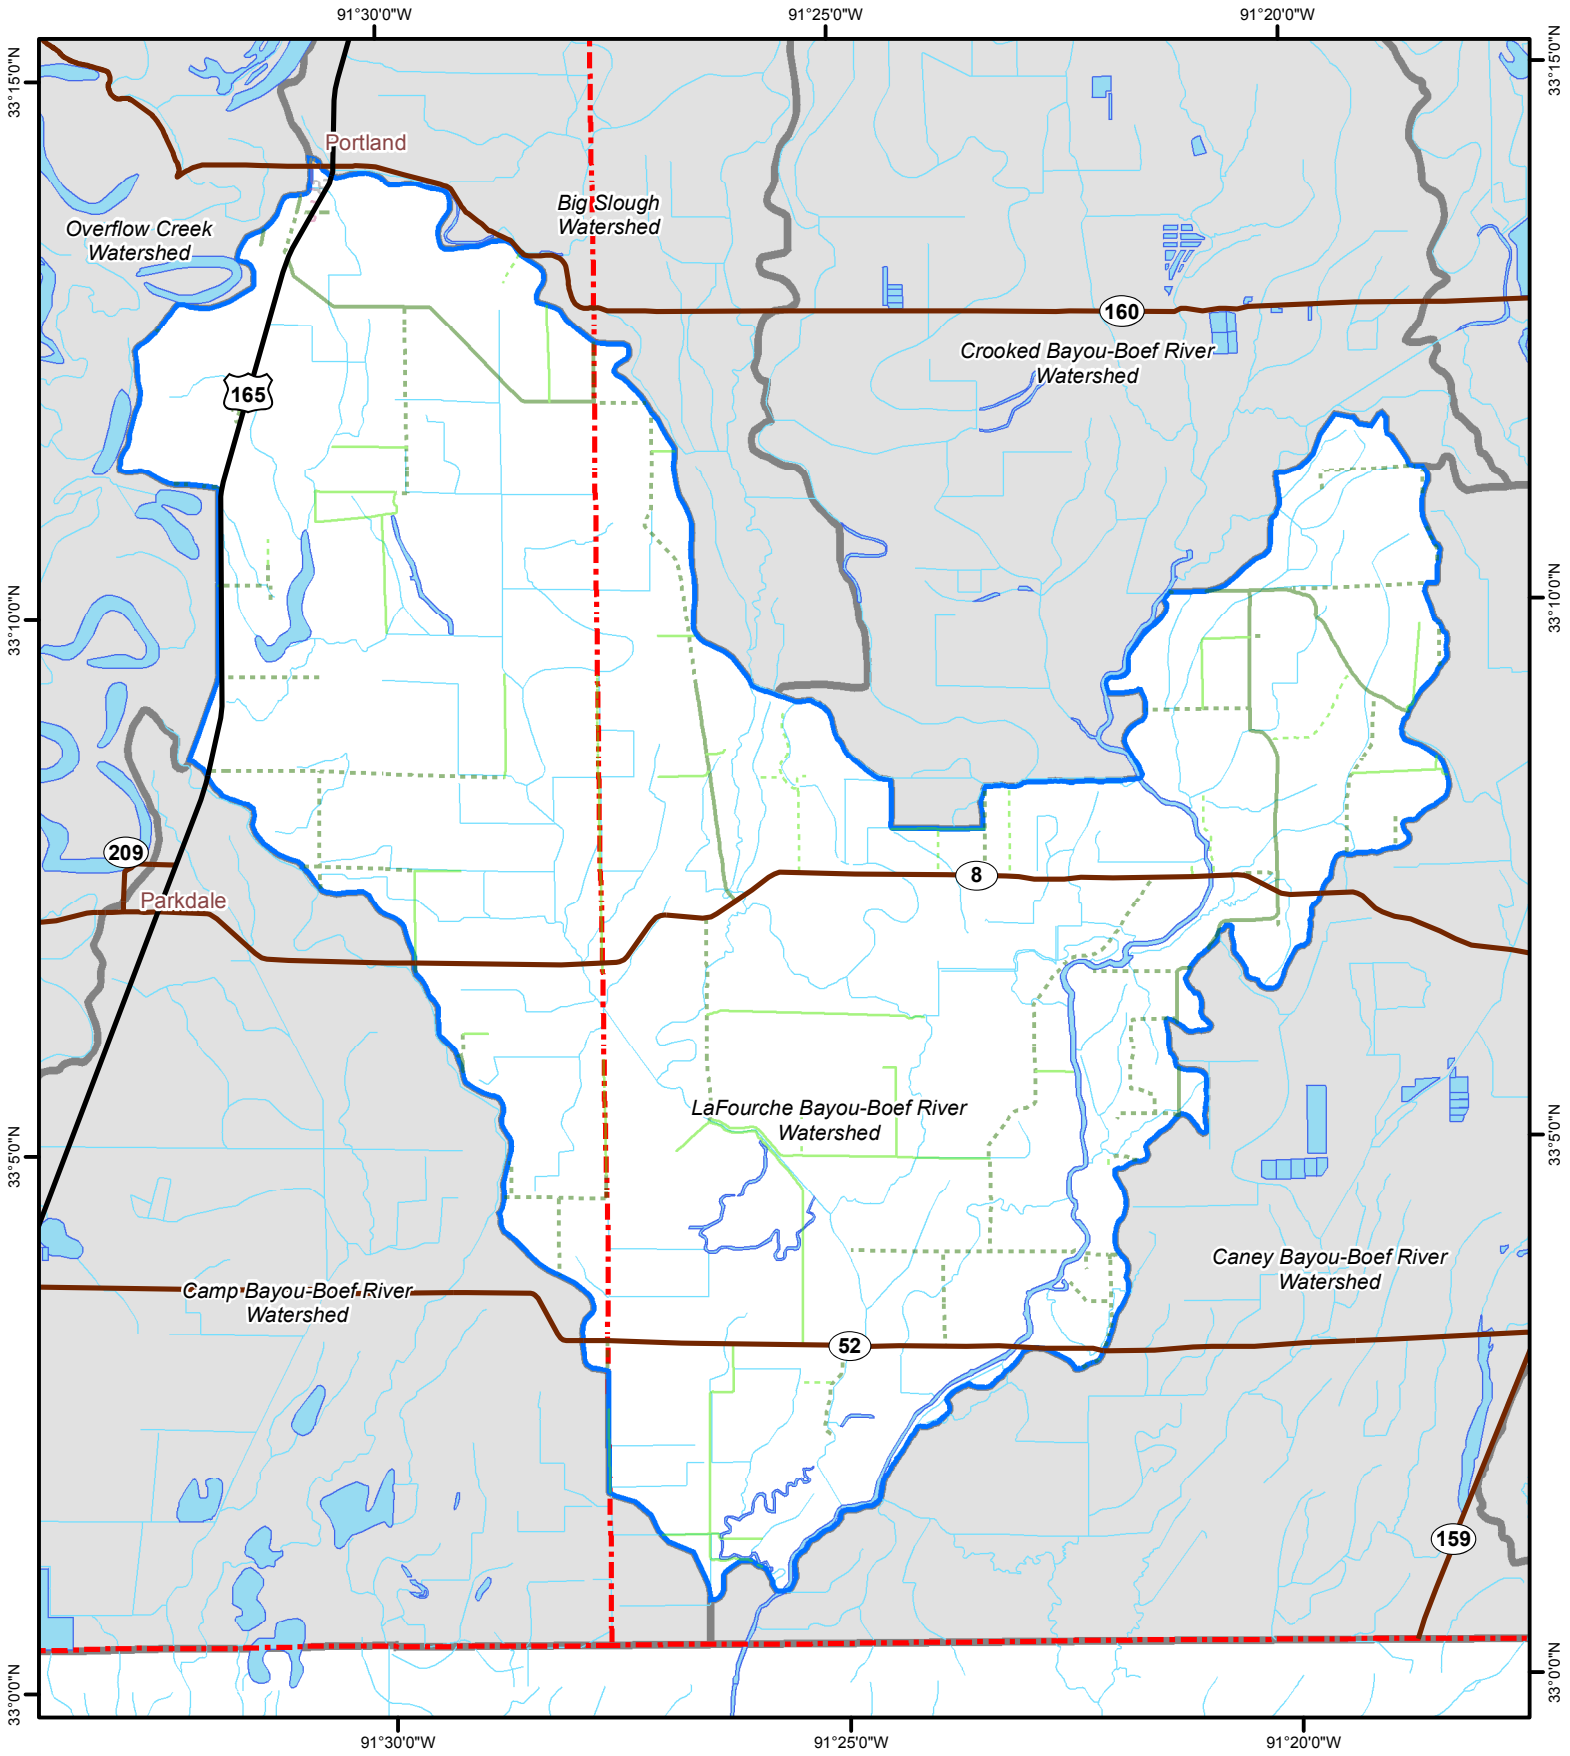 91°30'0"W
91°25'0"W
91°20'0"W
33°15'0"N
33°15'0"N
Portland
Big Slough
Watershed
Overflow Creek
Watershed
160
Crooked Bayou-Boef River
Watershed
165
33°10'0"N
33°10'0"N
209
8
Parkdale
LaFourche Bayou-Boef River
Watershed
33°5'0"N
33°5'0"N
Caney Bayou-Boef River
Watershed
Camp Bayou-Boef River
Watershed
52
159
33°0'0"N
33°0'0"N
91°30'0"W
91°25'0"W
91°20'0"W